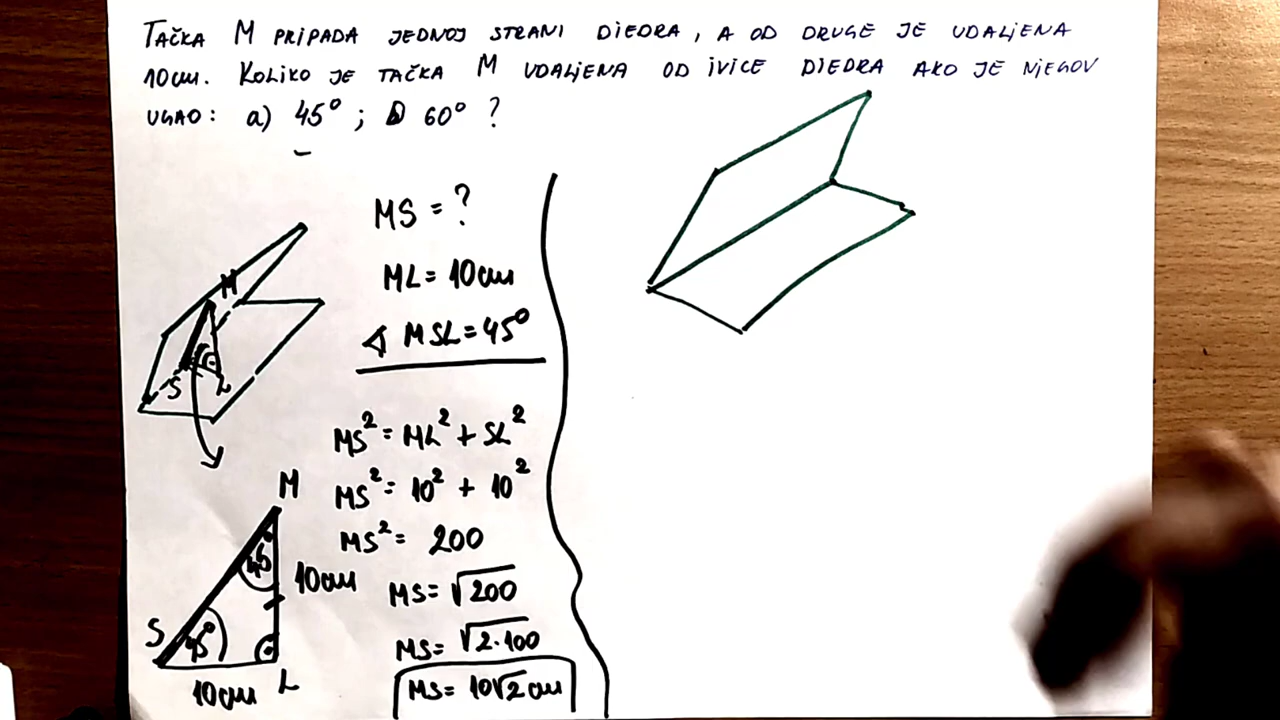 TAČKA M PRIPADA JEDNOJ STRANI DIEDRA, A OD DRUGE JE UDALJENA
10cm. KOLIKO JE TAČKA M UDALJENA OD IVICE DIEDRA AKO JE NJEGOV
UGAO: a) 45°; b) 60° ?
MS = ?
ML = 10cm
∢ MSL = 45°
M
S
L
MS² = ML² + SL²
MS² = 10² + 10²
MS² = 200
MS = √200
MS = √2·100
MS = 10√2 cm
M
45°
10cm
S
45°
10cm
L